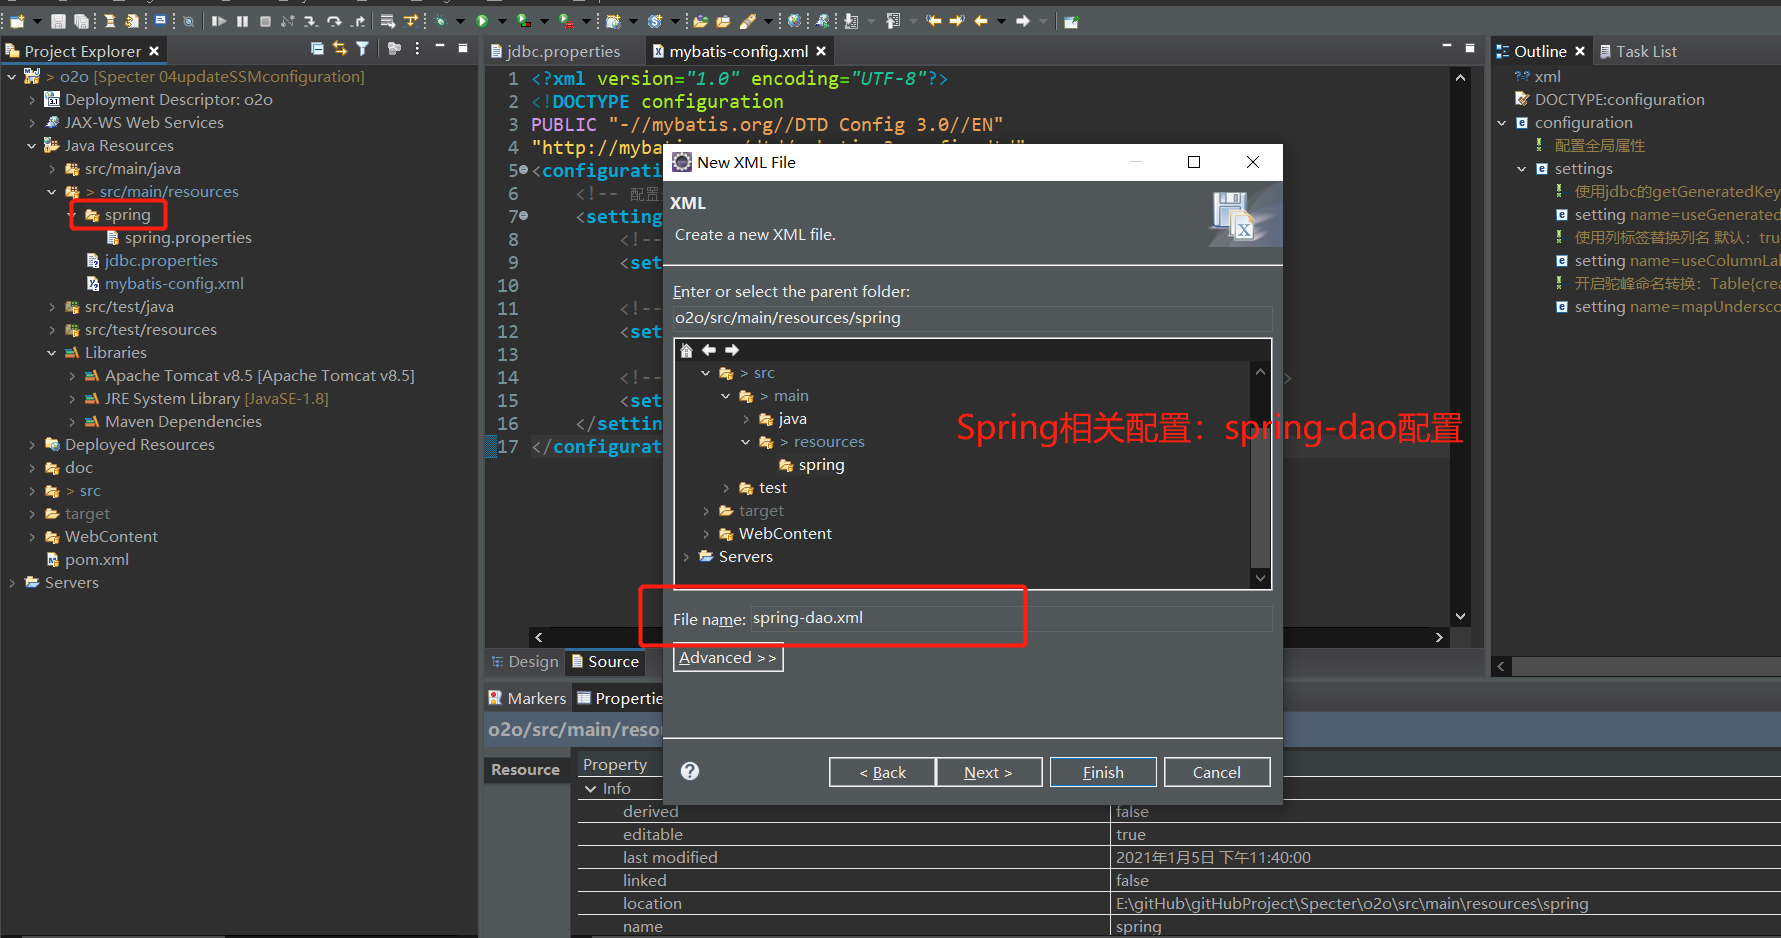 Project Explorer
> o2o [Specter 04updateSSMconfiguration]
Deployment Descriptor: o2o
JAX-WS Web Services
Java Resources
src/main/java
> src/main/resources
spring
spring.properties
jdbc.properties
mybatis-config.xml
src/test/java
src/test/resources
Libraries
Apache Tomcat v8.5 [Apache Tomcat v8.5]
JRE System Library [JavaSE-1.8]
Maven Dependencies
Deployed Resources
doc
> src
target
WebContent
pom.xml
Servers
jdbc.properties
mybatis-config.xml
1 <?xml version="1.0" encoding="UTF-8"?>
2 <!DOCTYPE configuration
3 PUBLIC "-//mybatis.org//DTD Config 3.0//EN"
4 "http://myb
5 <configurati
6 <!-- 配置
7 <setting
8 <!--
9 <set
10
11 <!--
12 <set
13
14 <!-- >
15 <set
16 </settin
17 </configurat
Design
Source
New XML File
XML
Create a new XML file.
Enter or select the parent folder:
o2o/src/main/resources/spring
> src
> main
java
> resources
spring
test
target
WebContent
Servers
Spring相关配置：spring-dao配置
File name: spring-dao.xml
Advanced >>
< Back
Next >
Finish
Cancel
Outline
Task List
xml
DOCTYPE:configuration
configuration
配置全局属性
settings
使用jdbc的getGeneratedKey
setting name=useGenerated
使用列标签替换列名 默认：tru
setting name=useColumnLal
开启驼峰命名转换：Table{crea
setting name=mapUndersco
Markers
Propertie
o2o/src/main/reso
Resource
Property
Info
derived false
editable true
last modified 2021年1月5日 下午11:40:00
linked false
location E:\gitHub\gitHubProject\Specter\o2o\src\main\resources\spring
name spring